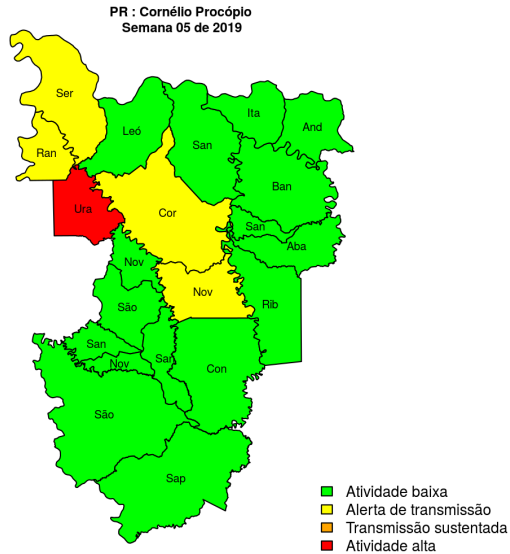 PR : Cornélio Procópio
Semana 05 de 2019
Ser
Ita
And
Leó
San
Ran
Ban
Ura
Cor
San
Aba
Nov
Nov
Rib
São
San
San
Nov
Con
São
Sap
Atividade baixa
Alerta de transmissão
Transmissão sustentada
Atividade alta